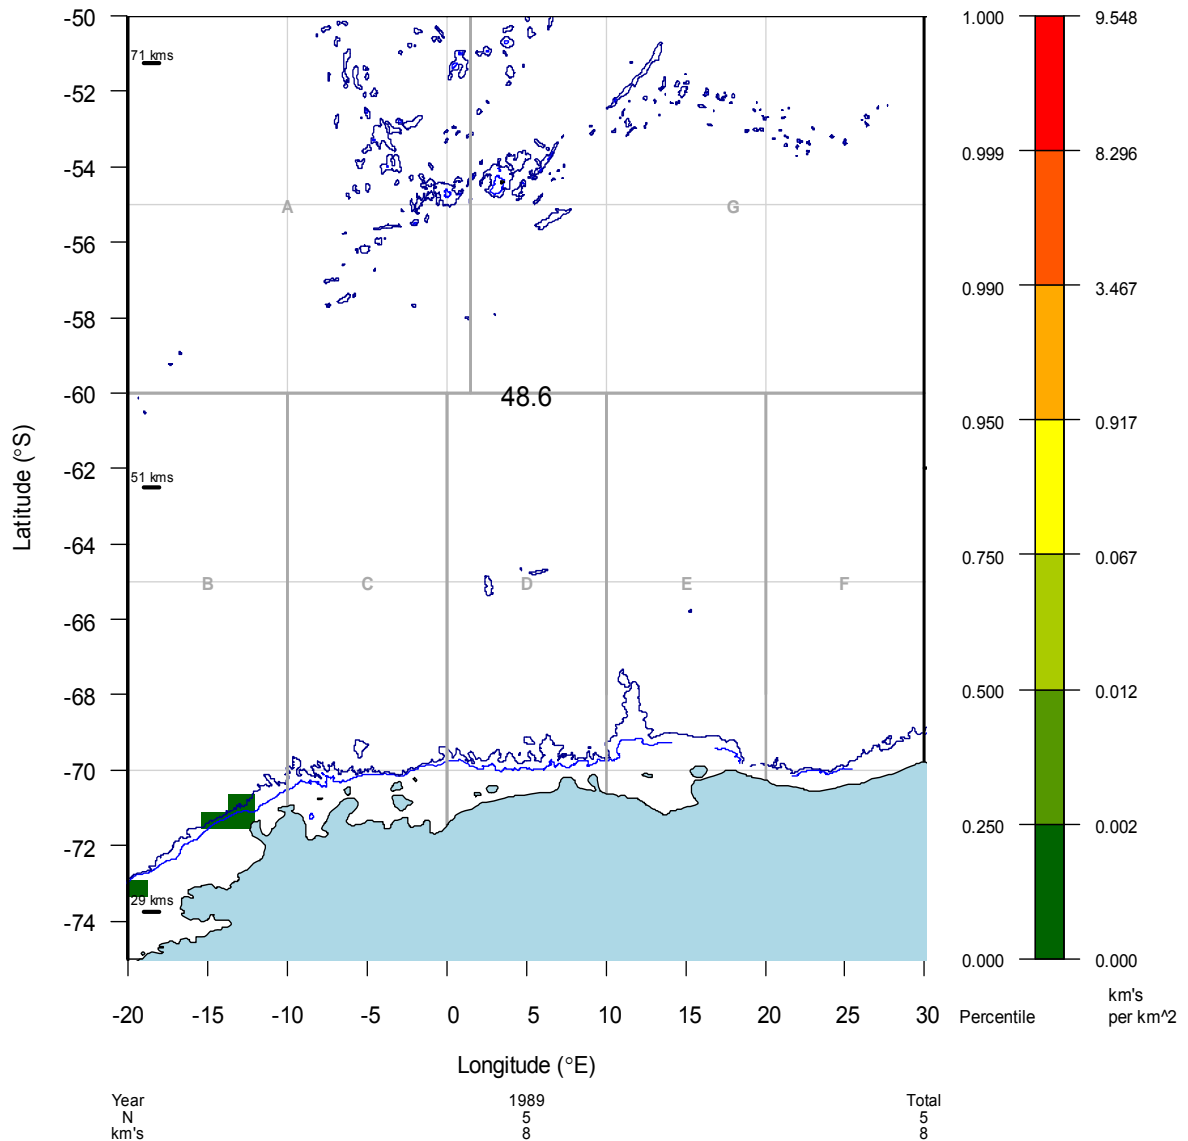 -50
-52
-54
-56
-58
-60
-62
-64
-66
-68
-70
-72
-74
Latitude (°S)
71 kms
51 kms
29 kms
A
G
48.6
B
C
D
E
F
-20
-15
-10
-5
0
5
10
15
20
25
30
Longitude (°E)
1.000
9.548
0.999
8.296
0.990
3.467
0.950
0.917
0.750
0.067
0.500
0.012
0.250
0.002
0.000
0.000
Percentile
km's
per km^2
Year 1989 Total
N 5 5
km's 8 8